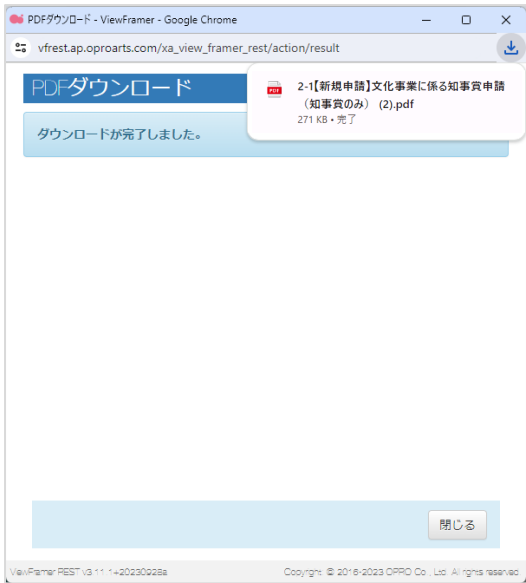 PDFダウンロード - ViewFramer - Google Chrome
vfrest.ap.oproarts.com/xa_view_framer_rest/action/result
PDFダウンロード
2-1【新規申請】文化事業に係る知事賞申請
（知事賞のみ） (2).pdf
271 KB • 完了
ダウンロードが完了しました。
閉じる
ViewFramer REST v3.11.1+20230928a
Copyright © 2016-2023 OPRO Co., Ltd. All rights reserved.